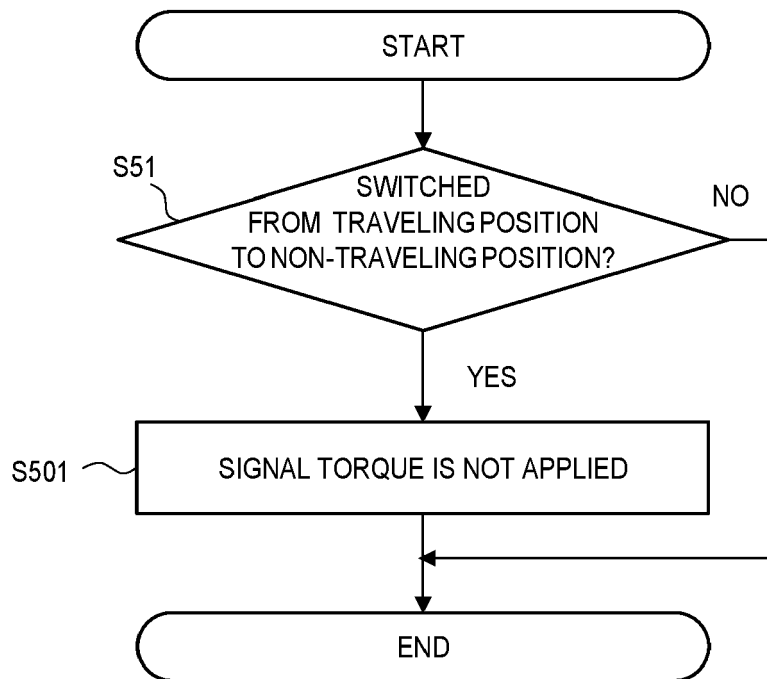 START
S51
SWITCHED
FROM TRAVELING POSITION
TO NON-TRAVELING POSITION?
NO
YES
S501
SIGNAL TORQUE IS NOT APPLIED
END